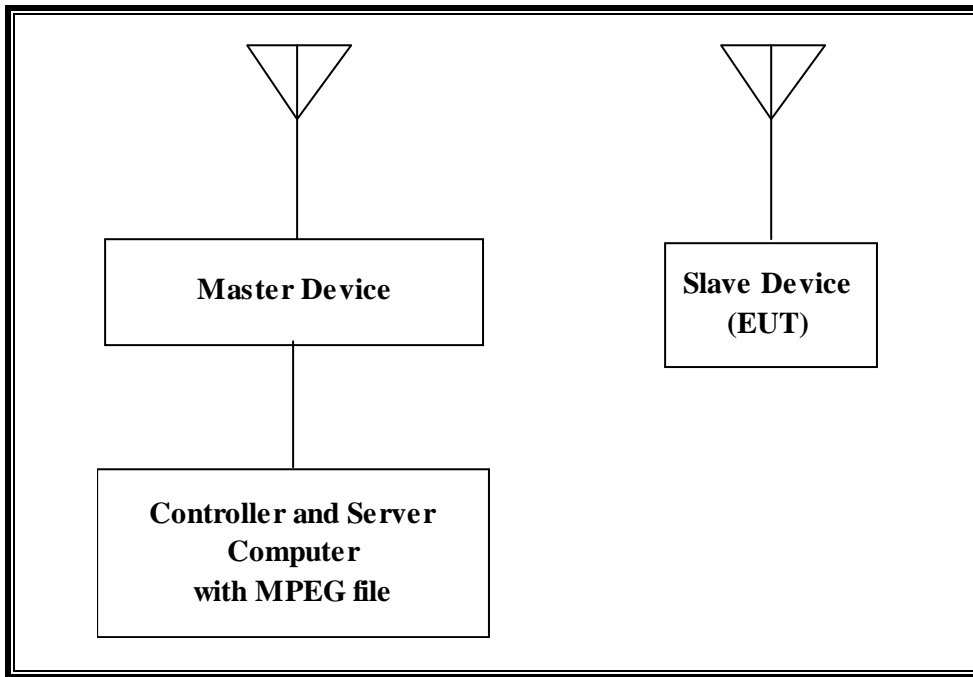 Master Device
Slave Device
(EUT)
Controller and Server
Computer
with MPEG file